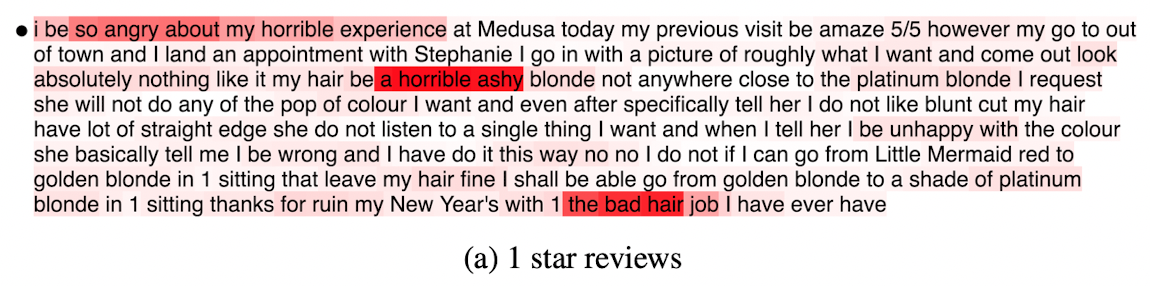 ● i be so angry about my horrible experience at Medusa today my previous visit be amaze 5/5 however my go to out
of town and I land an appointment with Stephanie I go in with a picture of roughly what I want and come out look
absolutely nothing like it my hair be a horrible ashy blonde not anywhere close to the platinum blonde I request
she will not do any of the pop of colour I want and even after specifically tell her I do not like blunt cut my hair
have lot of straight edge she do not listen to a single thing I want and when I tell her I be unhappy with the colour
she basically tell me I be wrong and I have do it this way no no I do not if I can go from Little Mermaid red to
golden blonde in 1 sitting that leave my hair fine I shall be able go from golden blonde to a shade of platinum
blonde in 1 sitting thanks for ruin my New Year's with 1 the bad hair job I have ever have
(a) 1 star reviews